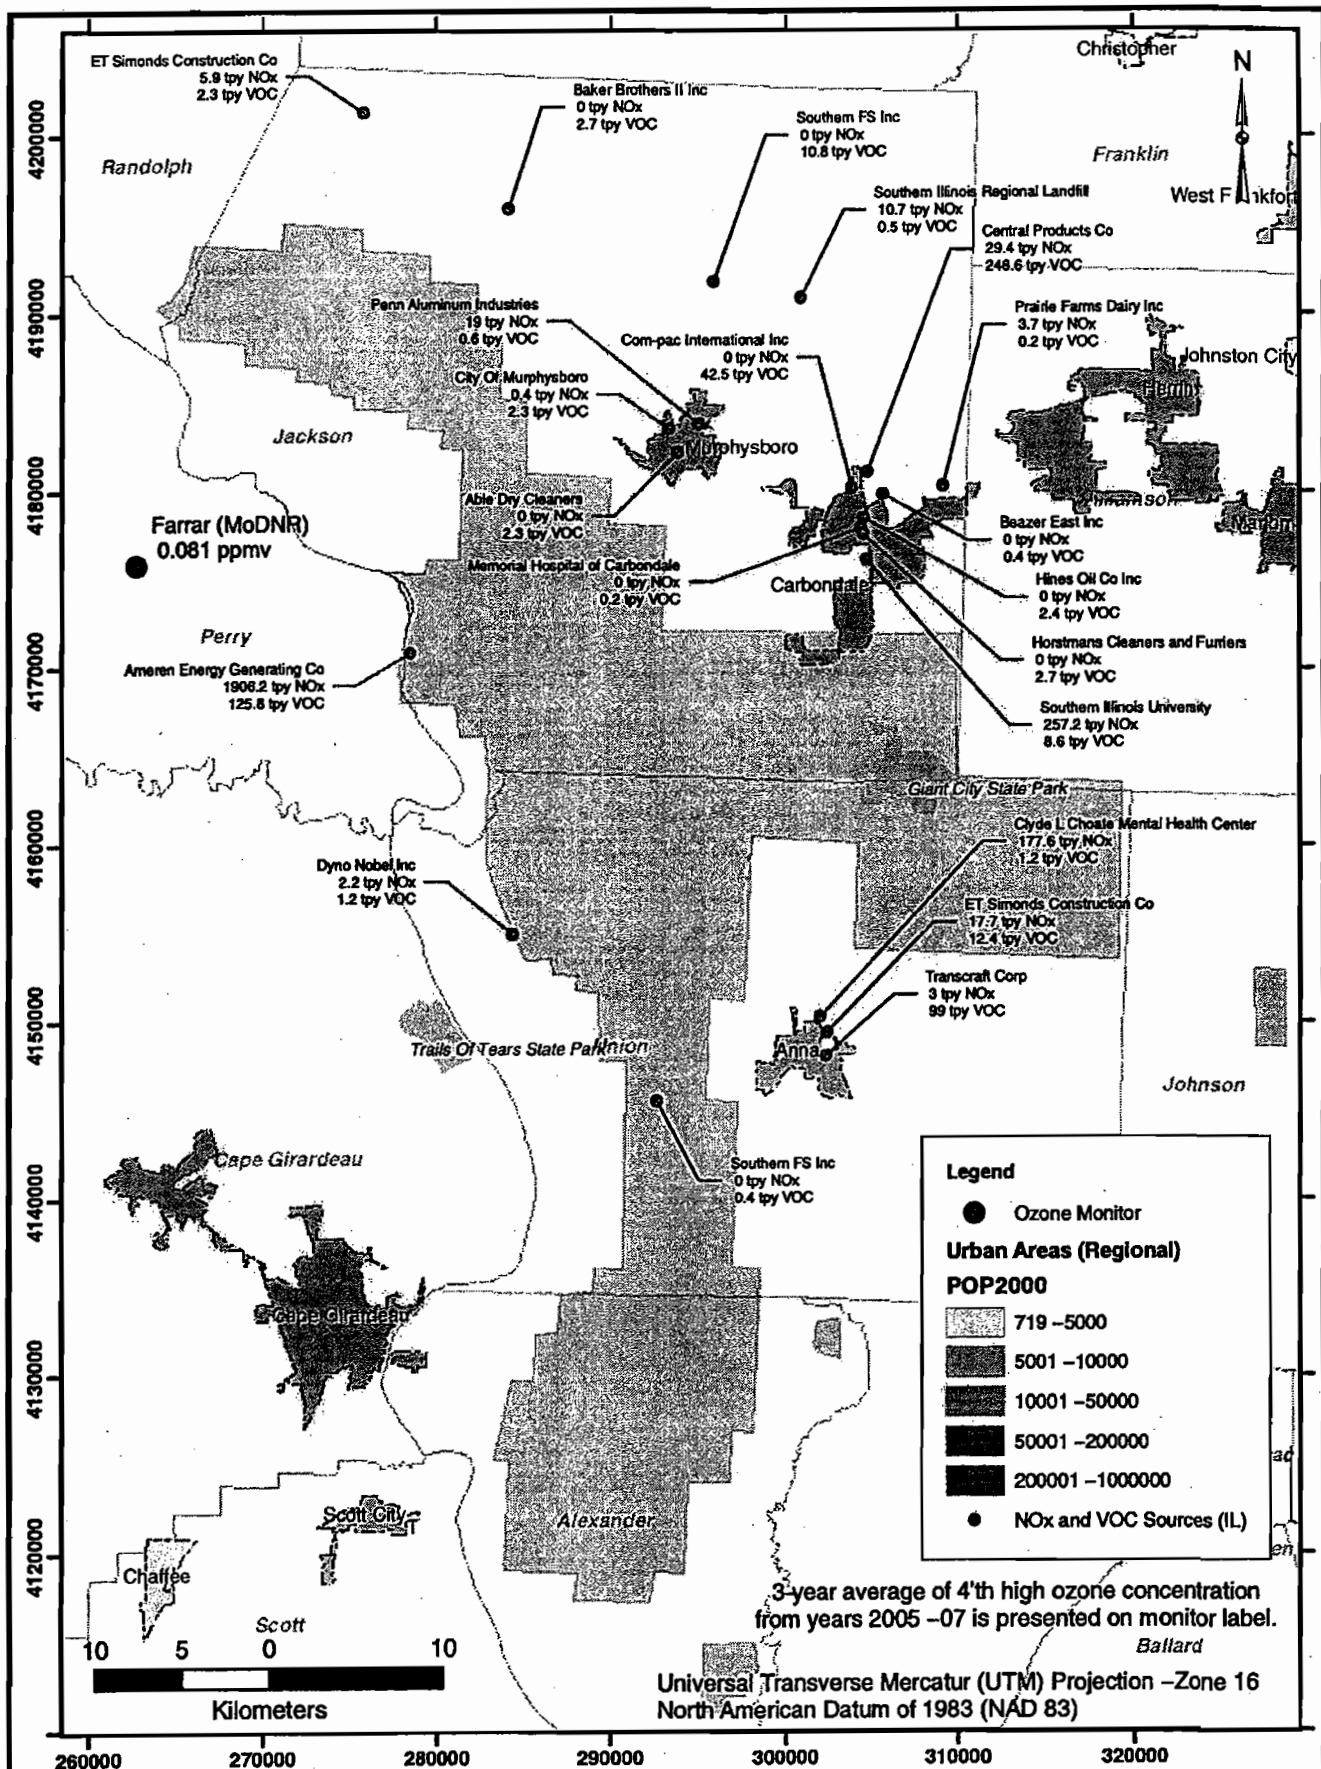 Christopher
N
ET Simonds Construction Co
5.9 tpy NOx
2.3 tpy VOC
Baker Brothers II Inc
0 tpy NOx
2.7 tpy VOC
Southern FS Inc
0 tpy NOx
10.8 tpy VOC
Randolph
Franklin
Southern Illinois Regional Landfill
10.7 tpy NOx
0.5 tpy VOC
West F nkfort
Central Products Co
29.4 tpy NOx
248.6 tpy VOC
Penn Aluminum Industries
19 tpy NOx
0.6 tpy VOC
Prairie Farms Dairy Inc
3.7 tpy NOx
0.2 tpy VOC
Com-pac International Inc
0 tpy NOx
42.5 tpy VOC
Johnston City
City Of Murphysboro
0.4 tpy NOx
2.3 tpy VOC
Herrin
Jackson
Murphysboro
Able Dry Cleaners
0 tpy NOx
2.3 tpy VOC
Williamson
Marion
Farrar (MoDNR)
0.081 ppmv
Beazer East Inc
0 tpy NOx
0.4 tpy VOC
Memorial Hospital of Carbondale
0 tpy NOx
0.2 tpy VOC
Carbondale
Hines Oil Co Inc
0 tpy NOx
2.4 tpy VOC
Perry
Horstmans Cleaners and Furriers
0 tpy NOx
2.7 tpy VOC
Ameren Energy Generating Co
1906.2 tpy NOx
125.8 tpy VOC
Southern Illinois University
257.2 tpy NOx
8.6 tpy VOC
Giant City State Park
Clyde L Choate Mental Health Center
177.6 tpy NOx
1.2 tpy VOC
Dyno Nobel Inc
2.2 tpy NOx
1.2 tpy VOC
ET Simonds Construction Co
17.7 tpy NOx
12.4 tpy VOC
Transcraft Corp
3 tpy NOx
99 tpy VOC
Trails Of Tears State Park
Union
Anna
Johnson
Cape Girardeau
Southern FS Inc
0 tpy NOx
0.4 tpy VOC
Cape Girardeau
Legend
Ozone Monitor
Urban Areas (Regional)
POP2000
719 –5000
5001 –10000
10001 –50000
50001 –200000
200001 –1000000
NOx and VOC Sources (IL)
ad
en
Scott City
Alexander
Chaffee
Scott
3-year average of 4'th high ozone concentration
from years 2005 –07 is presented on monitor label.
Ballard
10 5 0 10
Kilometers
Universal Transverse Mercatur (UTM) Projection –Zone 16
North American Datum of 1983 (NAD 83)
4200000
4190000
4180000
4170000
4160000
4150000
4140000
4130000
4120000
260000 270000 280000 290000 300000 310000 320000